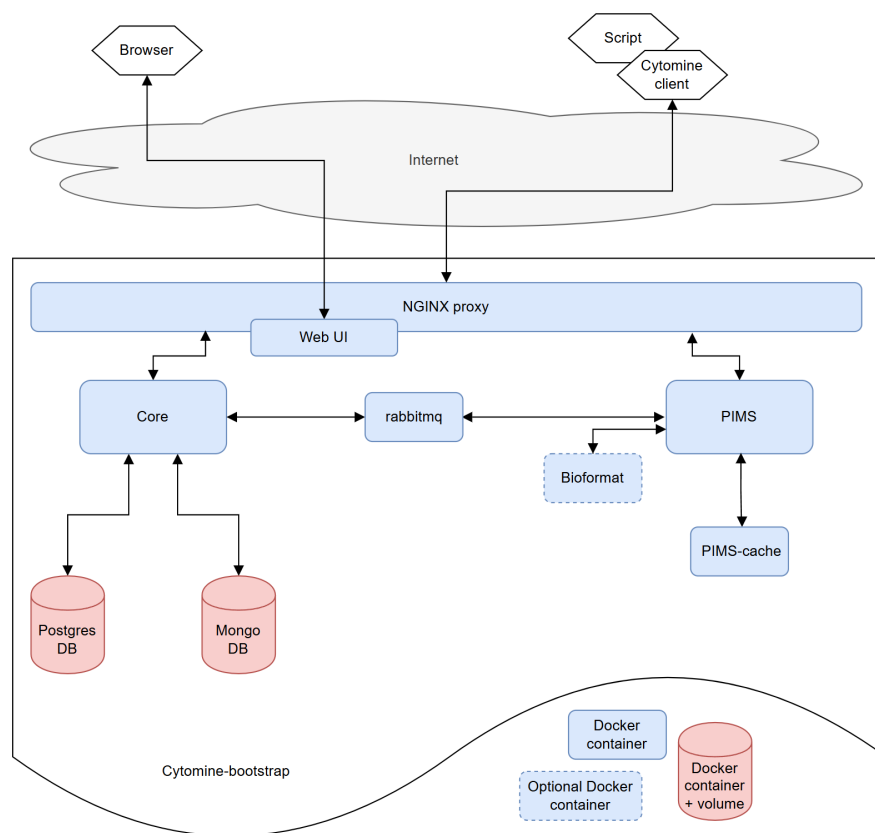 Browser
Script
Cytomine
client
Internet
NGINX proxy
Web UI
Core
rabbitmq
PIMS
Bioformat
PIMS-cache
Postgres
DB
Mongo
DB
Docker
container
Cytomine-bootstrap
Optional Docker
container
Docker
container
+ volume